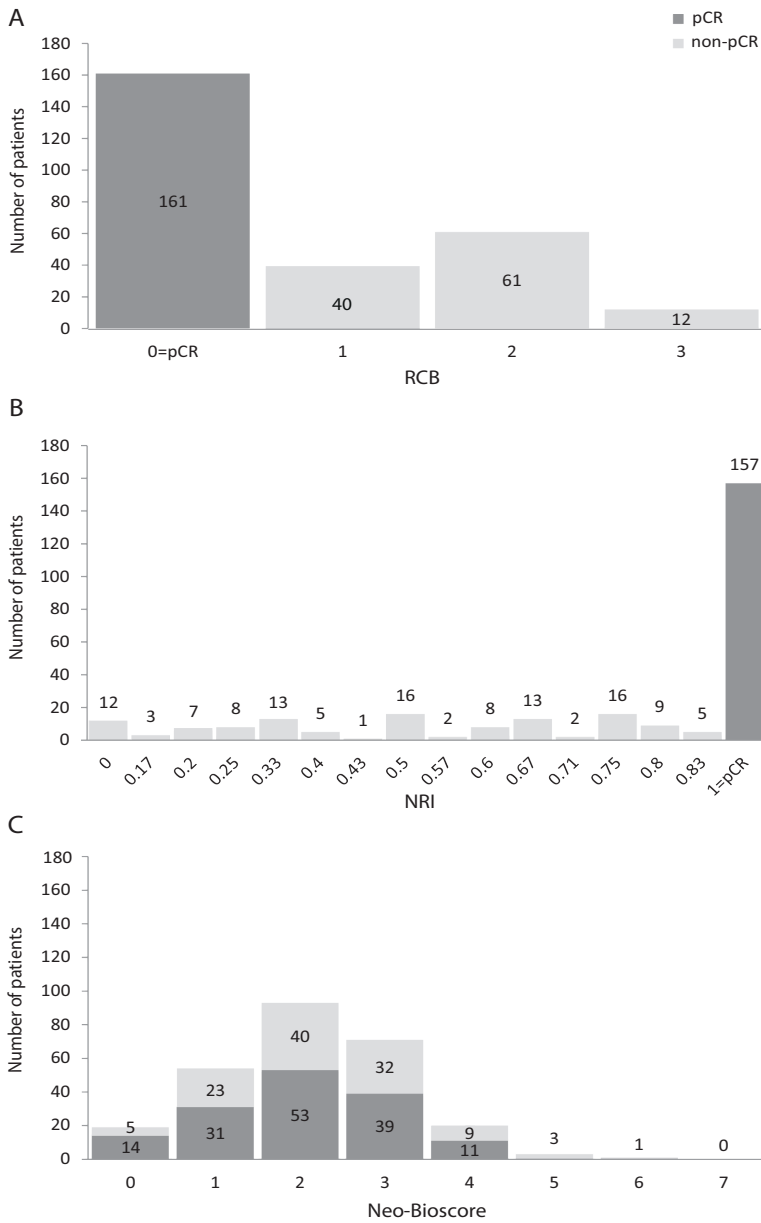 A
pCR
non-pCR
Number of patients
180
160
140
120
100
80
60
40
20
0
161
40
61
12
0=pCR 1 2 3
RCB
B
Number of patients
180
160
140
120
100
80
60
40
20
0
12 3 7 8 13 5 1 16 2 8 13 2 16 9 5 157
0 0.17 0.2 0.25 0.33 0.4 0.43 0.5 0.57 0.6 0.67 0.71 0.75 0.8 0.83 1=pCR
NRI
C
Number of patients
180
160
140
120
100
80
60
40
20
0
5 23 40 32 9 3 1 0
14 31 53 39 11
0 1 2 3 4 5 6 7
Neo-Bioscore